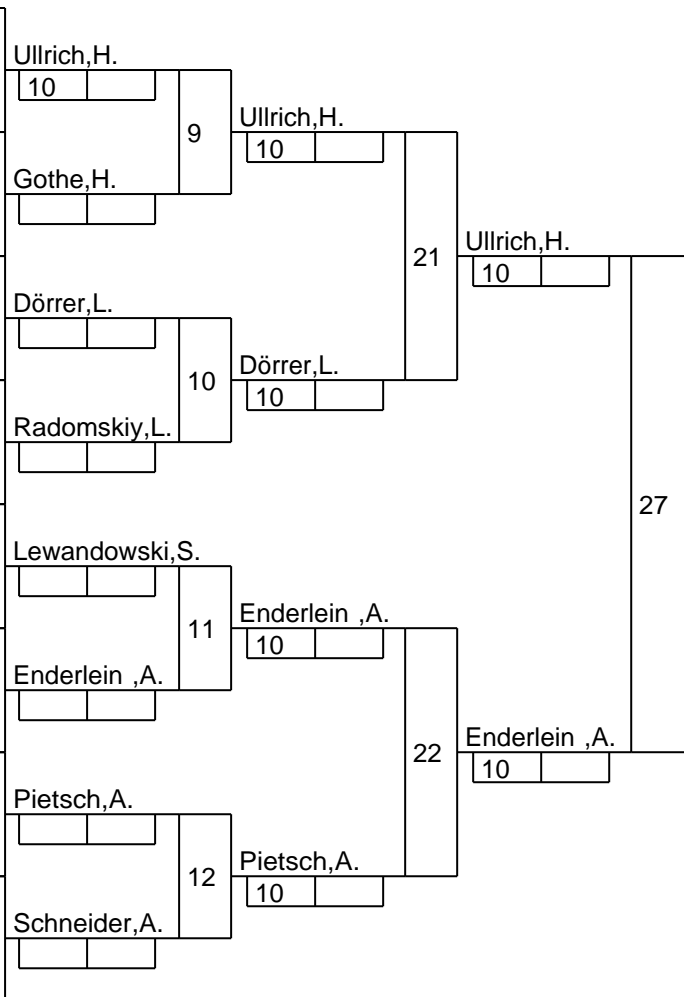 Ullrich,H.
10
9
Gothe,H.
Ullrich,H.
10
Dörrer,L.
10
Radomskiy,L.
Dörrer,L.
10
21
Ullrich,H.
10
Lewandowski,S.
11
Enderlein ,A.
Enderlein ,A.
10
Pietsch,A.
12
Schneider,A.
Pietsch,A.
10
22
Enderlein ,A.
10
27